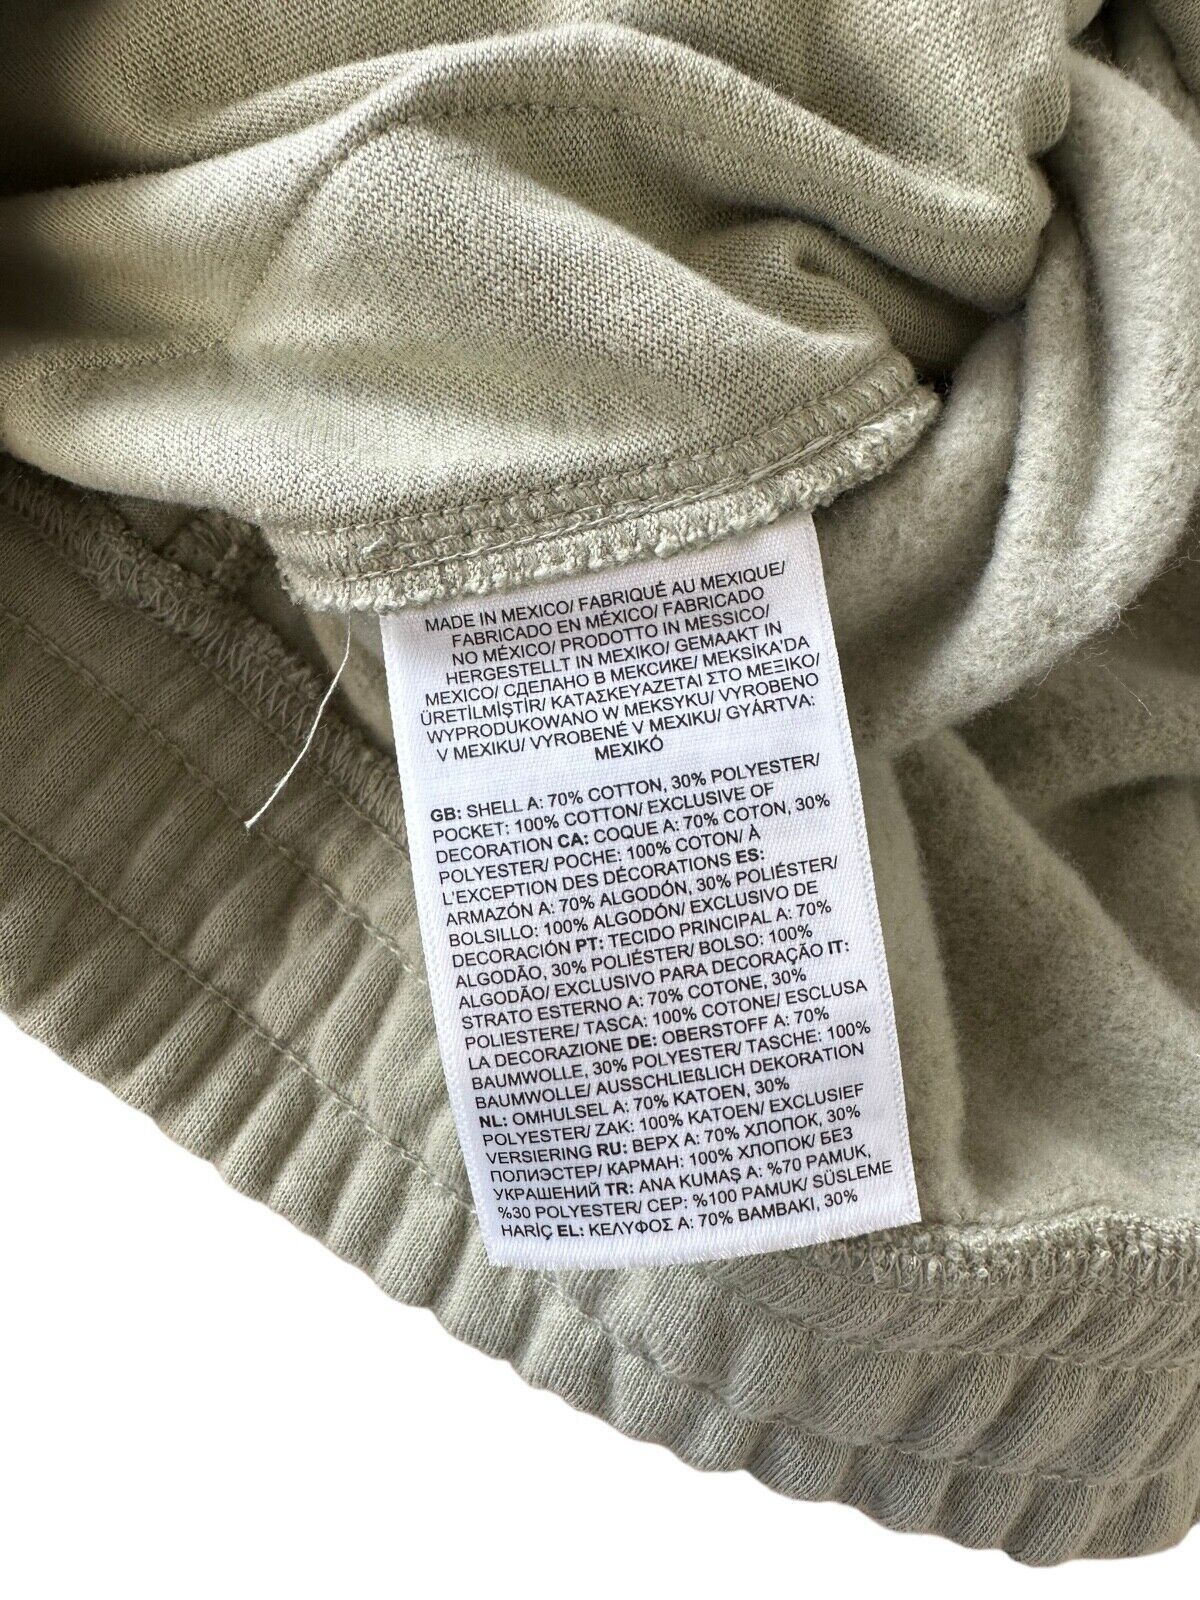 MADE IN MEXICO/ FABRIQUÉ AU MEXIQUE/
FABRICADO EN MÉXICO/ FABRICADO
NO MÉXICO/ PRODOTTO IN MESSICO/
HERGESTELLT IN MEXIKO/ GEMAAKT IN
MEXICO/ СДЕЛАНО В МЕКСИКЕ/ MEKSİKA'DA
ÜRETİLMİŞTİR/ ΚΑΤΑΣΚΕΥΑΖΕΤΑΙ ΣΤΟ ΜΕΞΙΚΟ/
WYPRODUKOWANO W MEKSYKU/ VYROBENO
V MEXIKU/ VYROBENÉ V MEXIKU/ GYÁRTVA:
MEXIKÓ
GB: SHELL A: 70% COTTON, 30% POLYESTER/
POCKET: 100% COTTON/ EXCLUSIVE OF
DECORATION CA: COQUE A: 70% COTON, 30%
POLYESTER/ POCHE: 100% COTON/ À
L'EXCEPTION DES DÉCORATIONS ES:
ARMAZÓN A: 70% ALGODÓN, 30% POLIÉSTER/
BOLSILLO: 100% ALGODÓN/ EXCLUSIVO DE
DECORACIÓN PT: TECIDO PRINCIPAL A: 70%
ALGODÃO, 30% POLIÉSTER/ BOLSO: 100%
ALGODÃO/ EXCLUSIVO PARA DECORAÇÃO IT:
STRATO ESTERNO A: 70% COTONE, 30%
POLIESTERE/ TASCA: 100% COTONE/ ESCLUSA
LA DECORAZIONE DE: OBERSTOFF A: 70%
BAUMWOLLE, 30% POLYESTER/ TASCHE: 100%
BAUMWOLLE/ AUSSCHLIEßLICH DEKORATION
NL: OMHULSEL A: 70% KATOEN, 30%
POLYESTER/ ZAK: 100% KATOEN/ EXCLUSIEF
VERSIERING RU: ВЕРХ A: 70% ХЛОПОК, 30%
ПОЛИЭСТЕР/ КАРМАН: 100% ХЛОПОК/ БЕЗ
УКРАШЕНИЙ TR: ANA KUMAŞ A: %70 PAMUK,
%30 POLYESTER/ CEP: %100 PAMUK/ SÜSLEME
HARİÇ EL: ΚΕΛΥΦΟΣ A: 70% ΒΑΜΒΑΚΙ, 30%